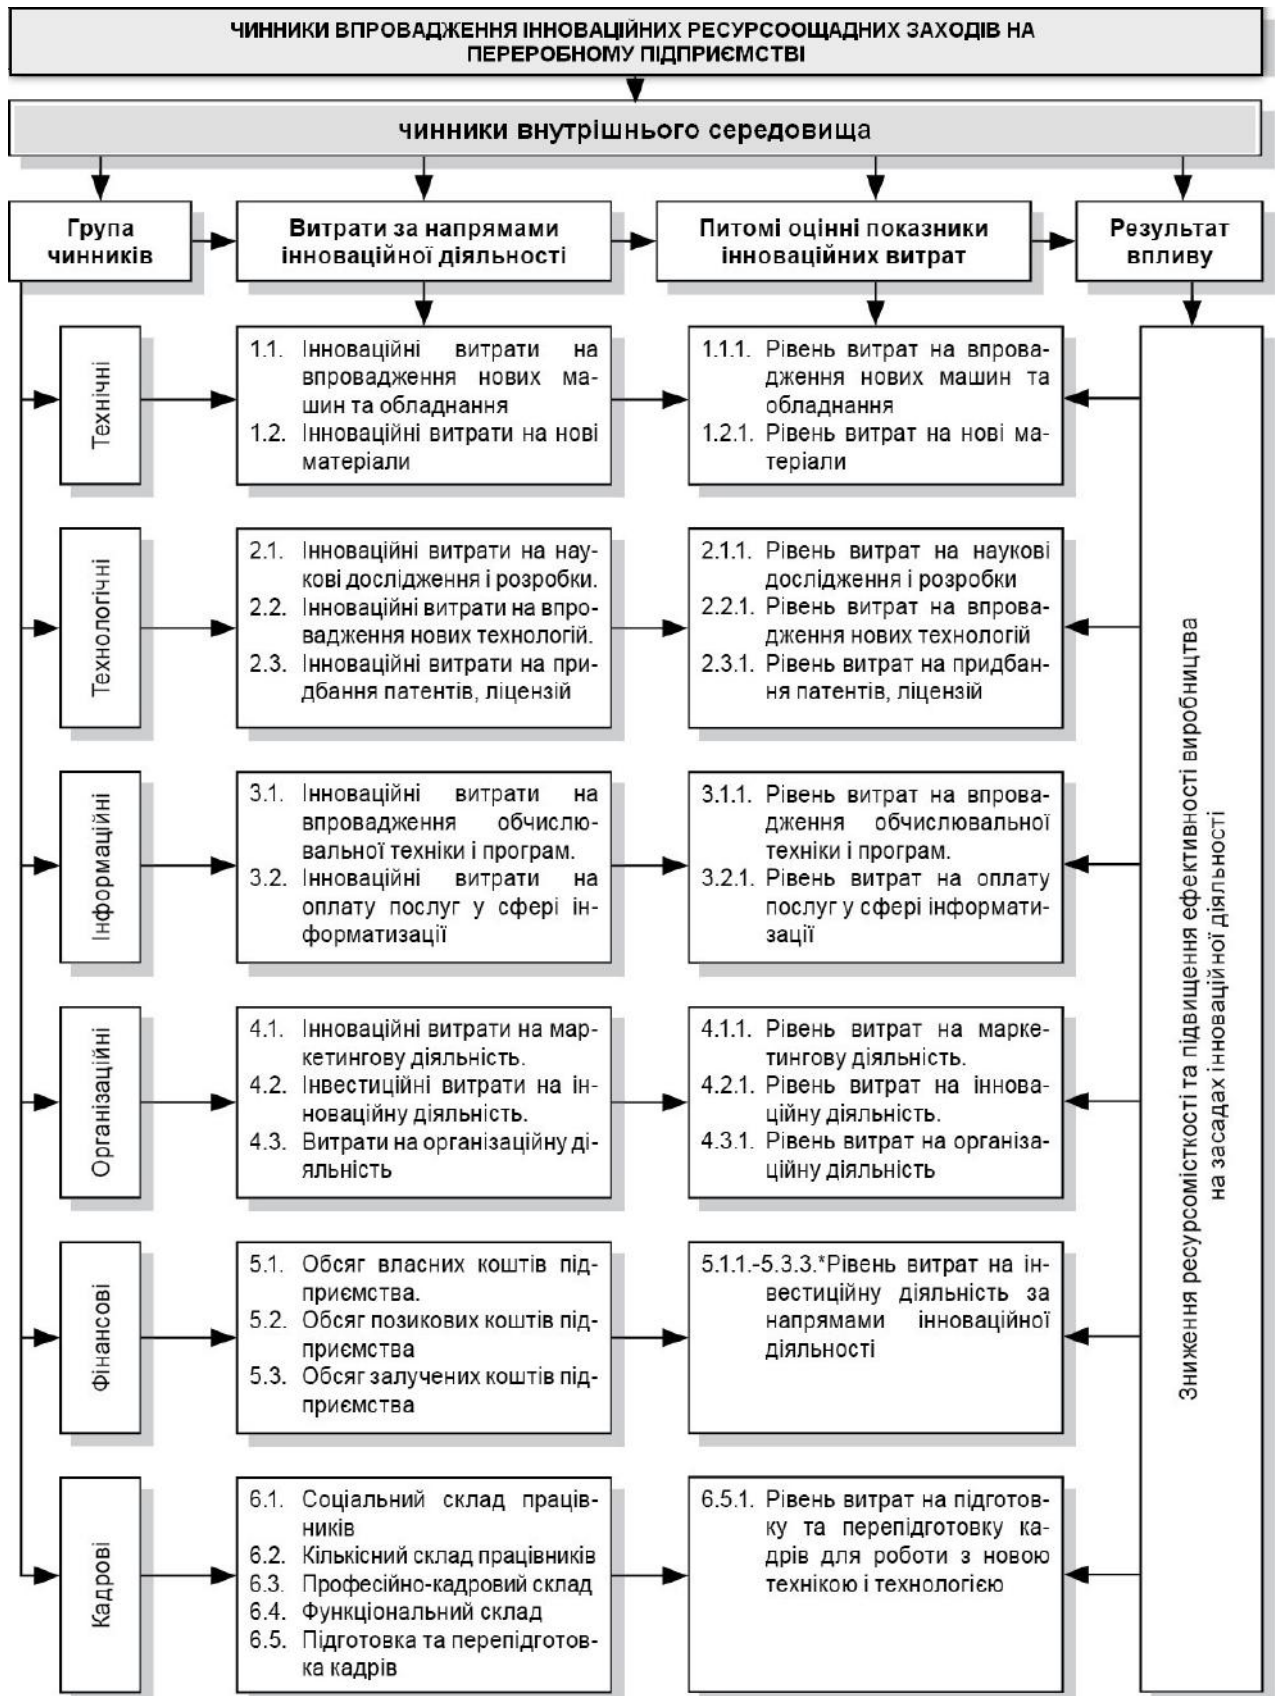 ЧИННИКИ ВПРОВАДЖЕННЯ ІННОВАЦІЙНИХ РЕСУРСООЩАДНИХ ЗАХОДІВ НА
ПЕРЕРОБНОМУ ПІДПРИЄМСТВІ
чинники внутрішнього середовища
Група
чинників
Витрати за напрямами
інноваційної діяльності
Питомі оцінні показники
інноваційних витрат
Результат
впливу
Технічні
1.1. Інноваційні витрати на
впровадження нових ма-
шин та обладнання
1.2. Інноваційні витрати на нові
матеріали
1.1.1. Рівень витрат на впрова-
дження нових машин та
обладнання
1.2.1. Рівень витрат на нові ма-
теріали
Технологічні
2.1. Інноваційні витрати на нау-
кові дослідження і розробки.
2.2. Інноваційні витрати на впро-
вадження нових технологій.
2.3. Інноваційні витрати на при-
дбання патентів, ліцензій
2.1.1. Рівень витрат на наукові
дослідження і розробки
2.2.1. Рівень витрат на впрова-
дження нових технологій
2.3.1. Рівень витрат на придбан-
ня патентів, ліцензій
Інформаційні
3.1. Інноваційні витрати на
впровадження обчислю-
вальної техніки і програм.
3.2. Інноваційні витрати на
оплату послуг у сфері ін-
форматизації
3.1.1. Рівень витрат на впрова-
дження обчислювальної
техніки і програм.
3.2.1. Рівень витрат на оплату
послуг у сфері інформати-
зації
Організаційні
4.1. Інноваційні витрати на мар-
кетингову діяльність.
4.2. Інвестиційні витрати на ін-
новаційну діяльність.
4.3. Витрати на організаційну ді-
яльність
4.1.1. Рівень витрат на марке-
тингову діяльність.
4.2.1. Рівень витрат на іннова-
ційну діяльність.
4.3.1. Рівень витрат на організа-
ційну діяльність
Фінансові
5.1. Обсяг власних коштів під-
приємства.
5.2. Обсяг позикових коштів під-
приємства
5.3. Обсяг залучених коштів під-
приємства
5.1.1.-5.3.3.*Рівень витрат на ін-
вестиційну діяльність за
напрямами інноваційної
діяльності
Кадрові
6.1. Соціальний склад праців-
ників
6.2. Кількісний склад працівників
6.3. Професійно-кадровий склад
6.4. Функціональний склад
6.5. Підготовка та перепідготов-
ка кадрів
6.5.1. Рівень витрат на підготов-
ку та перепідготовку ка-
дрів для роботи з новою
технікою і технологією
Зниження ресурсомісткості та підвищення ефективності виробництва
на засадах інноваційної діяльності